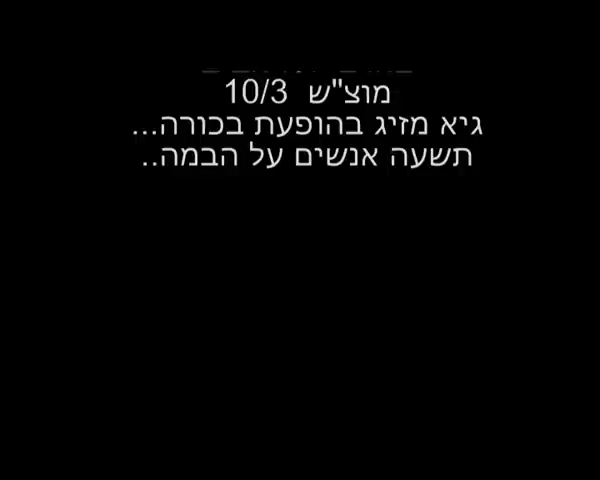 מוצ"ש 10/3
גיא מזיג בהופעת בכורה...
תשעה אנשים על הבמה..